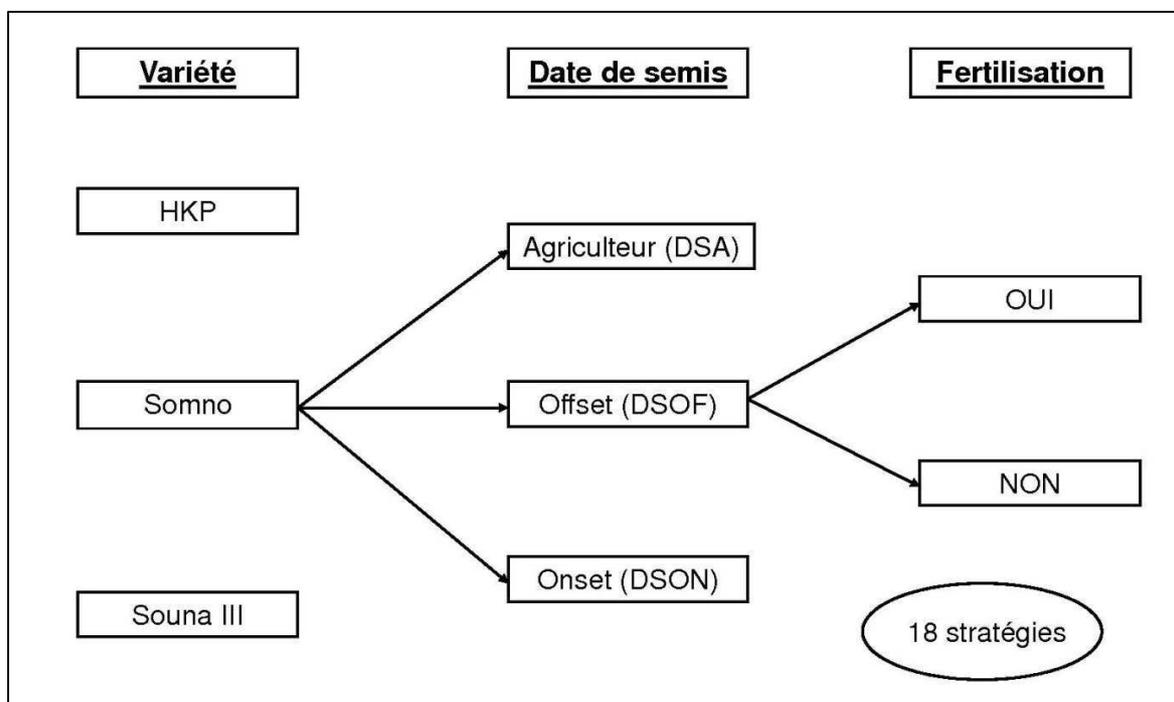 Variété
Date de semis
Fertilisation
HKP
Agriculteur (DSA)
OUI
Somno
Offset (DSOF)
NON
Onset (DSON)
Souna III
18 stratégies